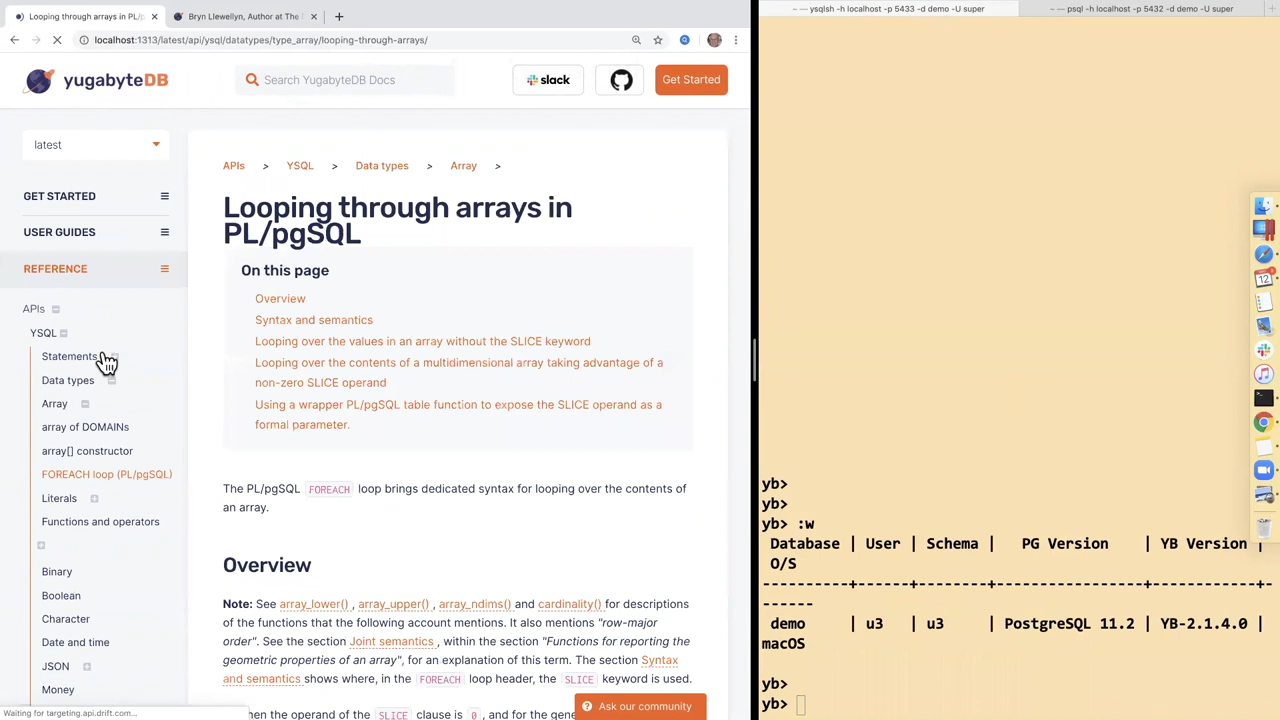 Looping through arrays in PL/p
Bryn Llewellyn, Author at The
localhost:1313/latest/api/ysql/datatypes/type_array/looping-through-arrays/
yugabyteDB
Search YugabyteDB Docs
slack
Get Started
latest
GET STARTED
USER GUIDES
REFERENCE
APIs
YSQL
Statements
Data types
Array
array of DOMAINs
array[] constructor
FOREACH loop (PL/pgSQL)
Literals
Functions and operators
Binary
Boolean
Character
Date and time
JSON
Money
Waiting for targeting.api.drift.com...
APIs > YSQL > Data types > Array >
Looping through arrays in
PL/pgSQL
On this page
Overview
Syntax and semantics
Looping over the values in an array without the SLICE keyword
Looping over the contents of a multidimensional array taking advantage of a
non-zero SLICE operand
Using a wrapper PL/pgSQL table function to expose the SLICE operand as a
formal parameter.
The PL/pgSQL FOREACH loop brings dedicated syntax for looping over the contents of
an array.
Overview
Note: See array_lower() , array_upper() , array_ndims() and cardinality() for descriptions
of the functions that the following account mentions. It also mentions "row-major
order". See the section Joint semantics , within the section "Functions for reporting the
geometric properties of an array", for an explanation of this term. The section Syntax
and semantics shows where, in the FOREACH loop header, the SLICE keyword is used.
hen the operand of the SLICE clause is 0, and for the gene
Ask our community
ysqlsh -h localhost -p 5433 -d demo -U super
psql -h localhost -p 5432 -d demo -U super
yb>
yb>
yb> :w
Database | User | Schema | PG Version | YB Version |
O/S
----------+------+--------+-----------------+------------+-
------
demo | u3 | u3 | PostgreSQL 11.2 | YB-2.1.4.0 |
macOS
yb>
yb>
12